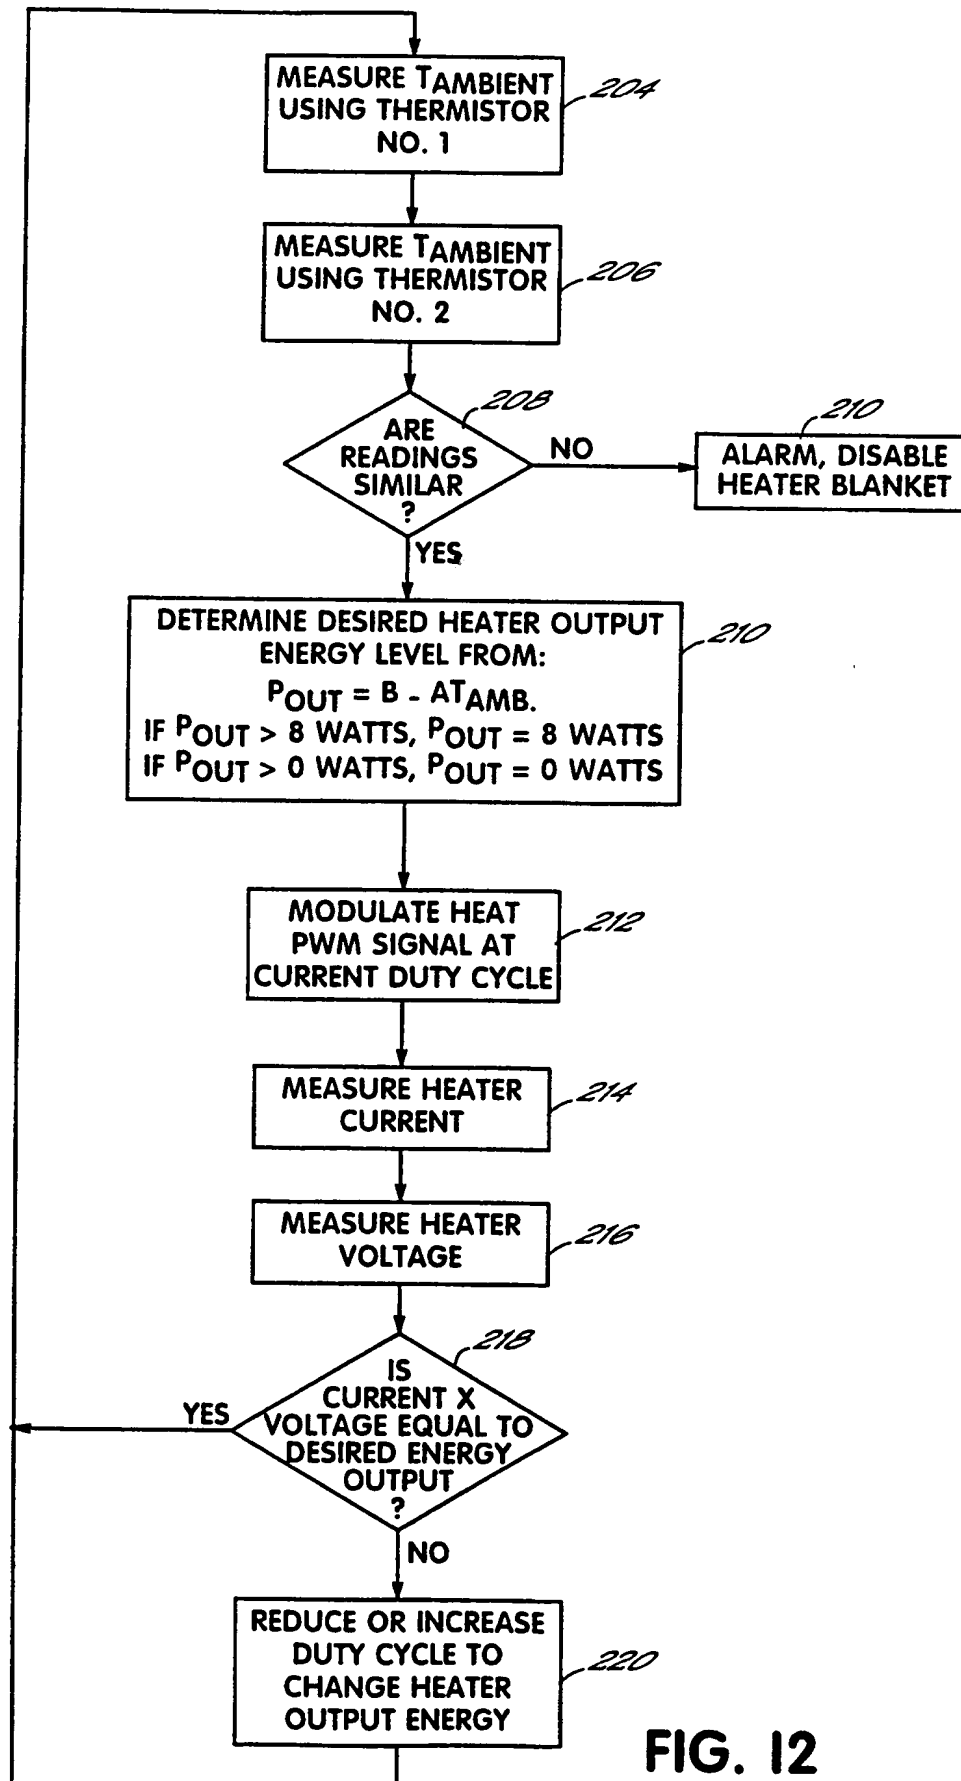 MEASURE TAMBIENT
USING THERMISTOR
NO. 1
204
MEASURE TAMBIENT
USING THERMISTOR
NO. 2
206
208
ARE
READINGS
SIMILAR
?
NO
210
ALARM, DISABLE
HEATER BLANKET
YES
DETERMINE DESIRED HEATER OUTPUT
ENERGY LEVEL FROM:
POUT = B - ATAMB.
IF POUT > 8 WATTS, POUT = 8 WATTS
IF POUT > 0 WATTS, POUT = 0 WATTS
210
MODULATE HEAT
PWM SIGNAL AT
CURRENT DUTY CYCLE
212
MEASURE HEATER
CURRENT
214
MEASURE HEATER
VOLTAGE
216
218
IS
CURRENT X
VOLTAGE EQUAL TO
DESIRED ENERGY
OUTPUT
?
YES
NO
REDUCE OR INCREASE
DUTY CYCLE TO
CHANGE HEATER
OUTPUT ENERGY
220
FIG. 12